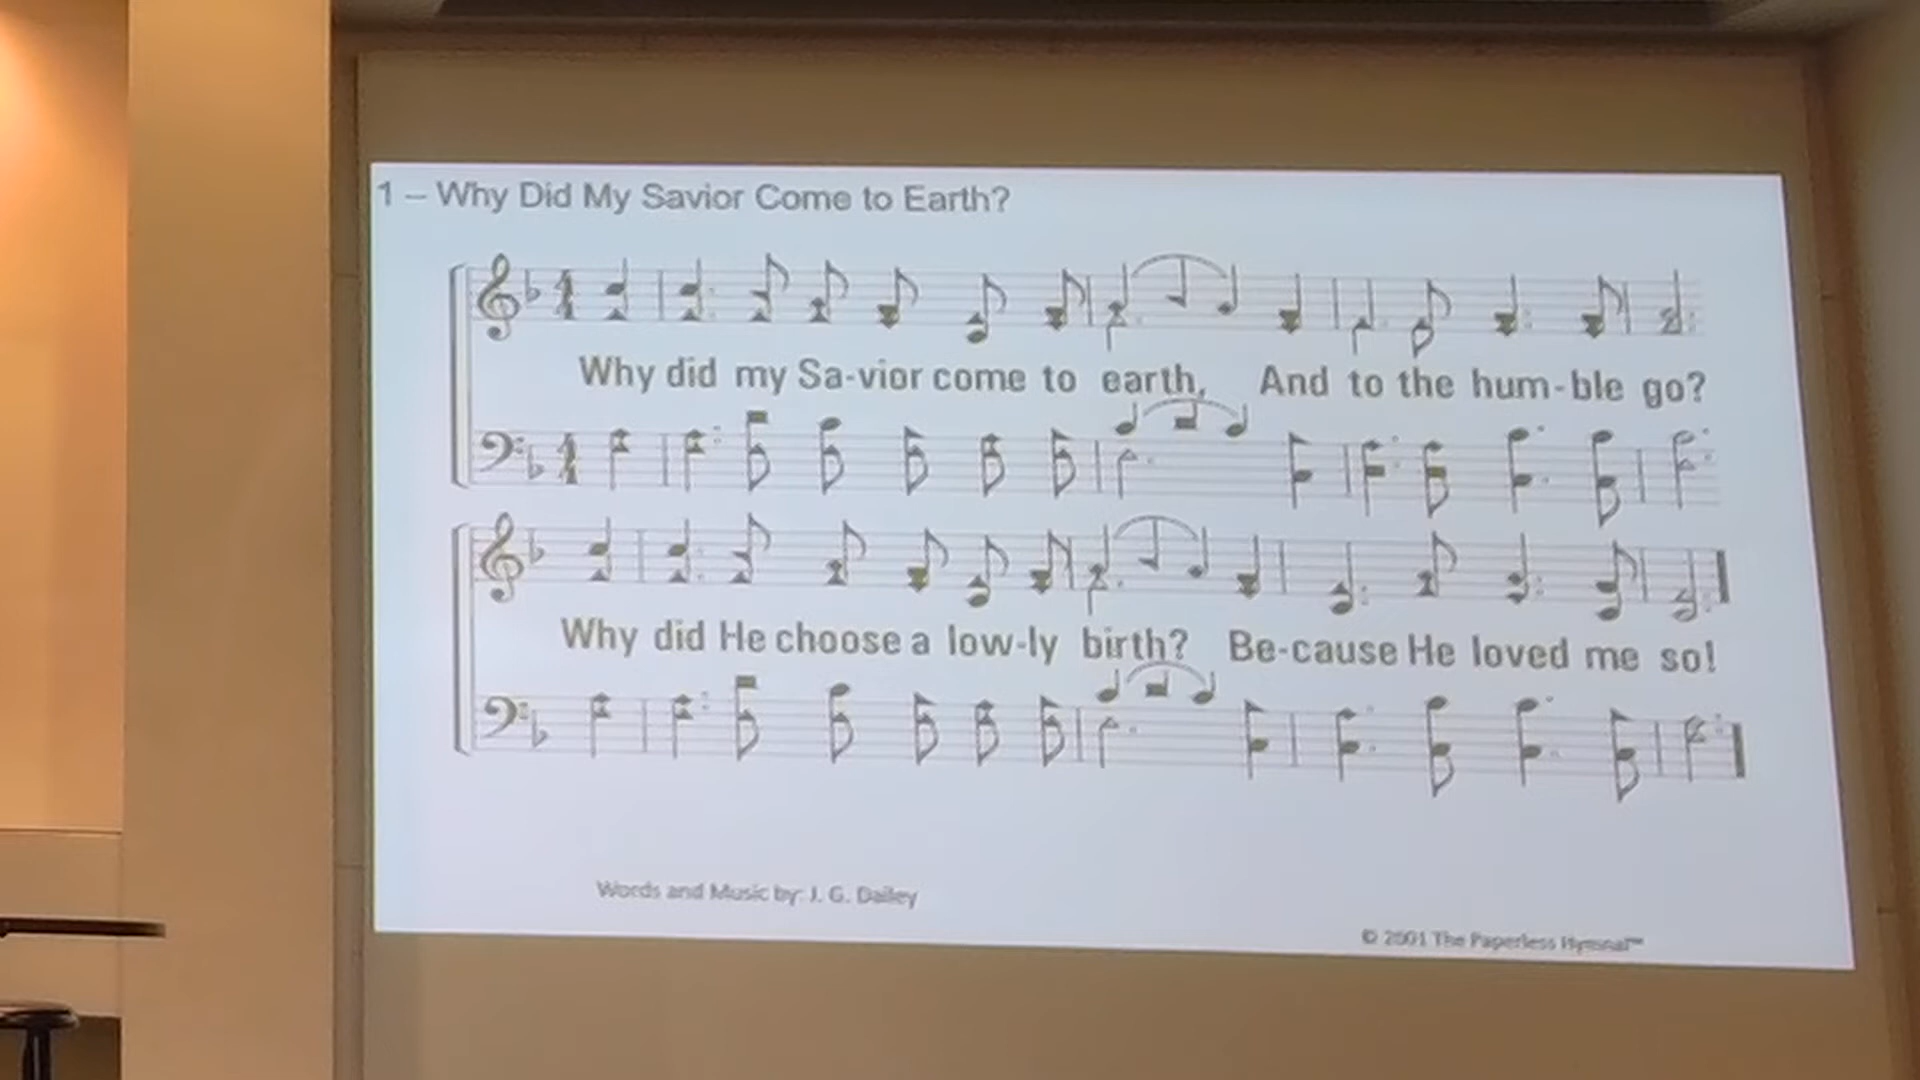 1 – Why Did My Savior Come to Earth?
Why did my Sa-vior come to earth, And to the hum-ble go?
Why did He choose a low-ly birth? Be-cause He loved me so!
Words and Music by: J. G. Dailey
© 2001 The Paperless Hymnal™